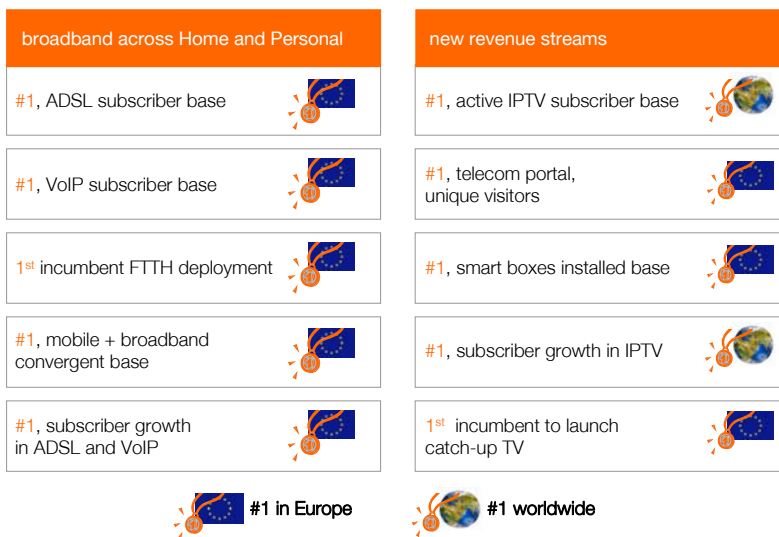 broadband across Home and Personal
#1, ADSL subscriber base
#1, VoIP subscriber base
1st incumbent FTTH deployment
#1, mobile + broadband
convergent base
#1, subscriber growth
in ADSL and VoIP
new revenue streams
#1, active IPTV subscriber base
#1, telecom portal,
unique visitors
#1, smart boxes installed base
#1, subscriber growth in IPTV
1st incumbent to launch
catch-up TV
#1 in Europe
#1 worldwide